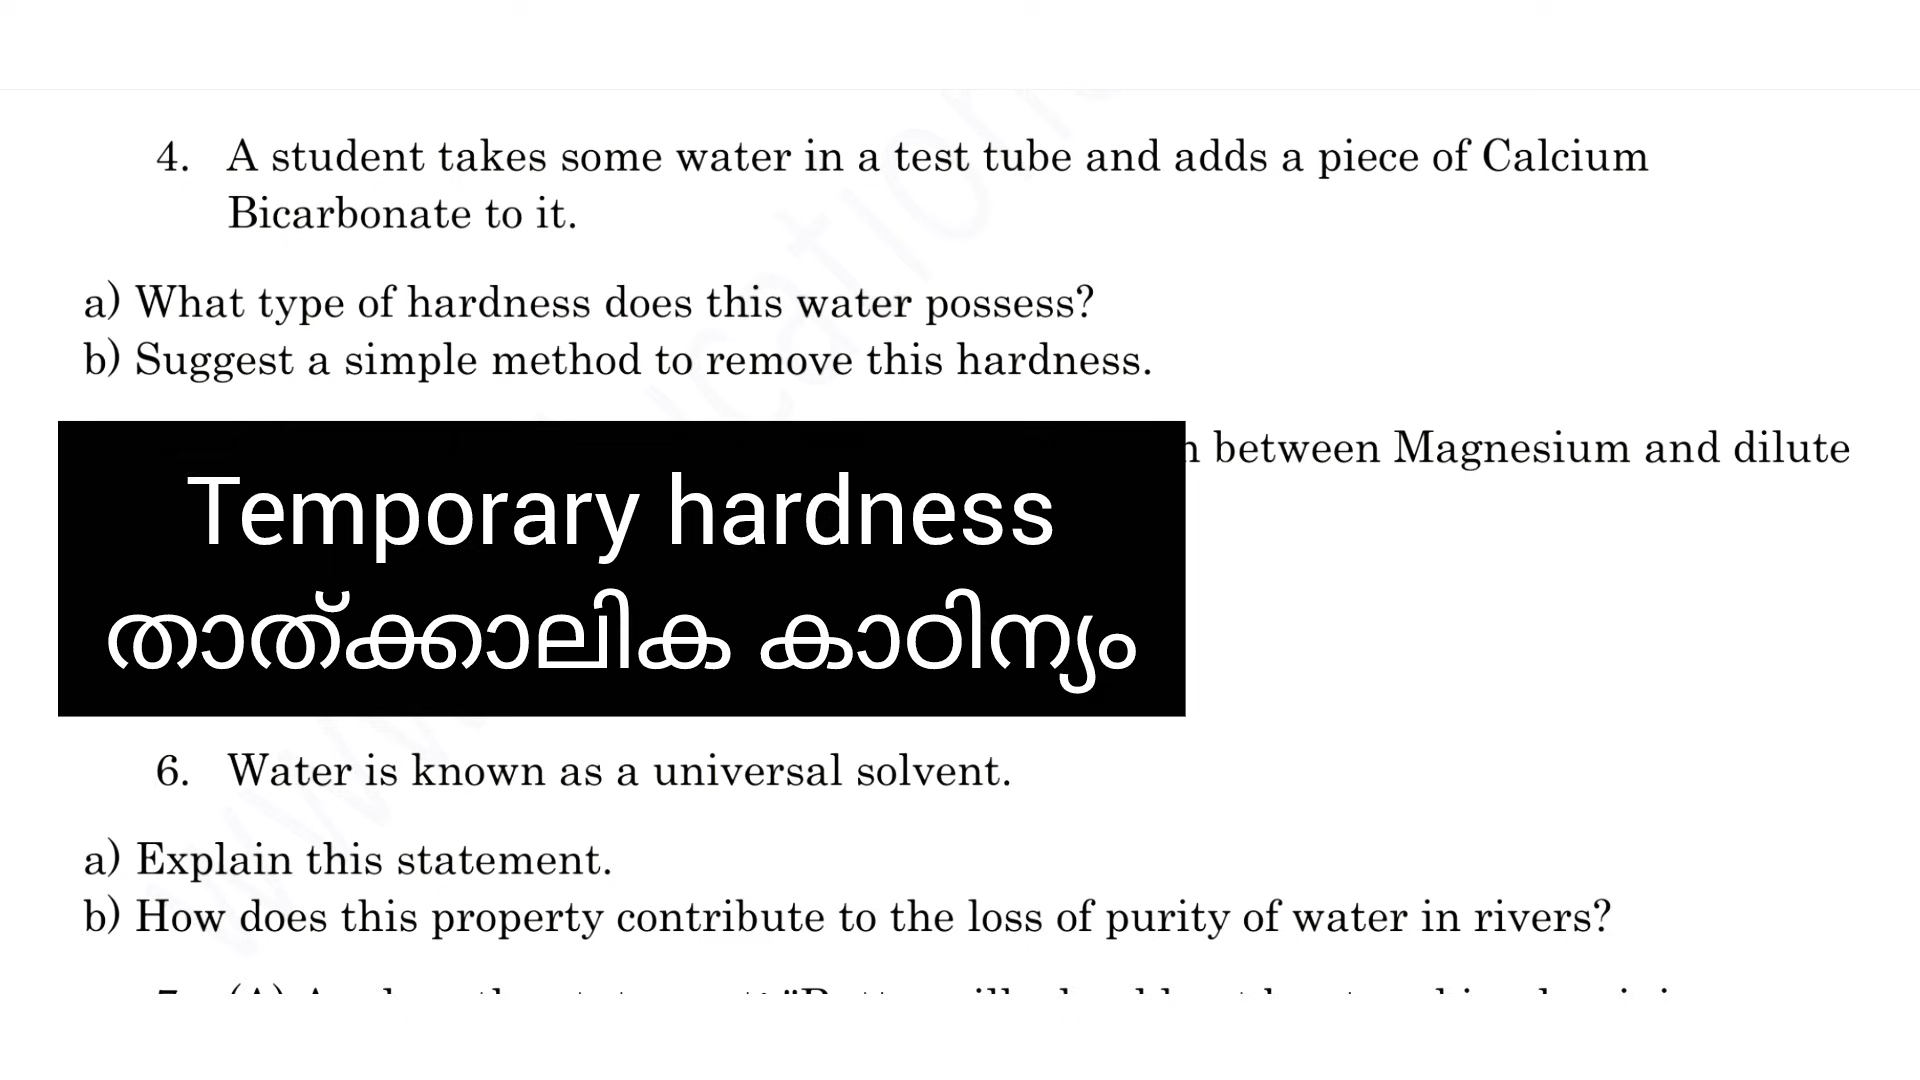 4. A student takes some water in a test tube and adds a piece of Calcium
Bicarbonate to it.
a) What type of hardness does this water possess?
b) Suggest a simple method to remove this hardness.
between Magnesium and dilute
Temporary hardness
താത്ക്കാലിക കാഠിന്യം
6. Water is known as a universal solvent.
a) Explain this statement.
b) How does this property contribute to the loss of purity of water in rivers?